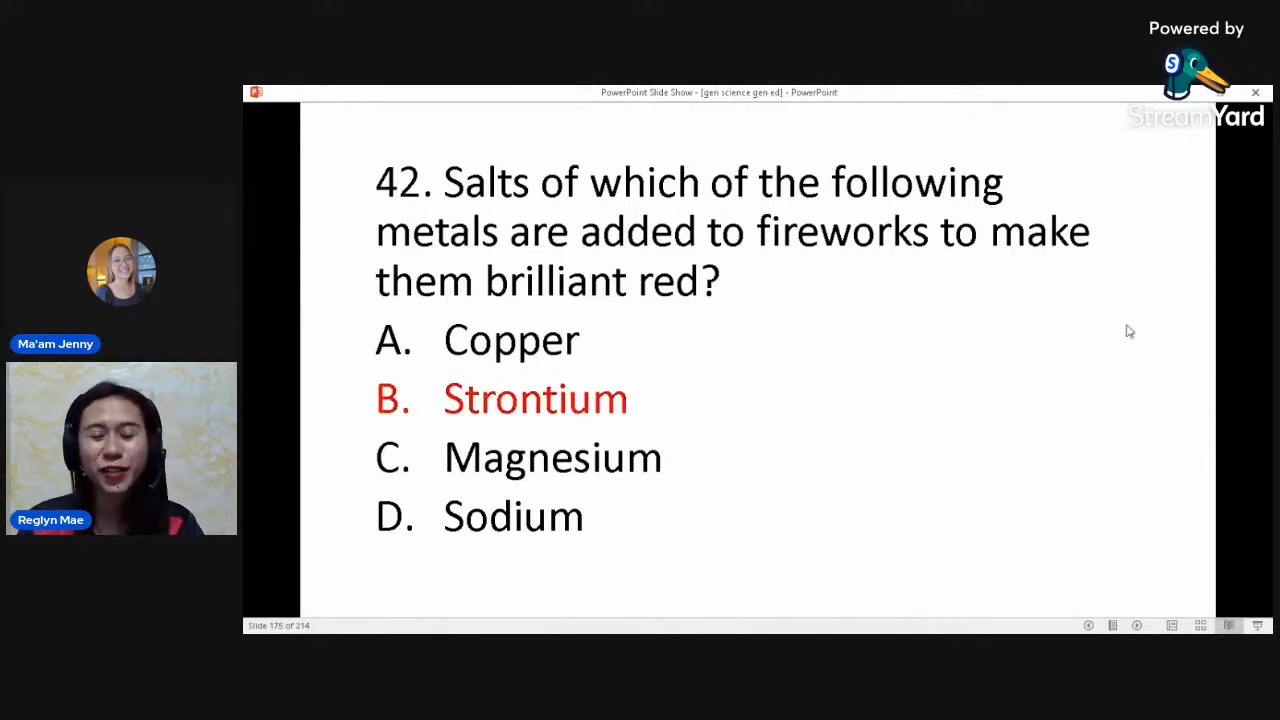 Powered by
S
StreamYard
PowerPoint Slide Show - [gen science gen ed] - PowerPoint
42. Salts of which of the following
metals are added to fireworks to make
them brilliant red?
A. Copper
B. Strontium
C. Magnesium
D. Sodium
Ma'am Jenny
Reglyn Mae
Slide 175 of 214